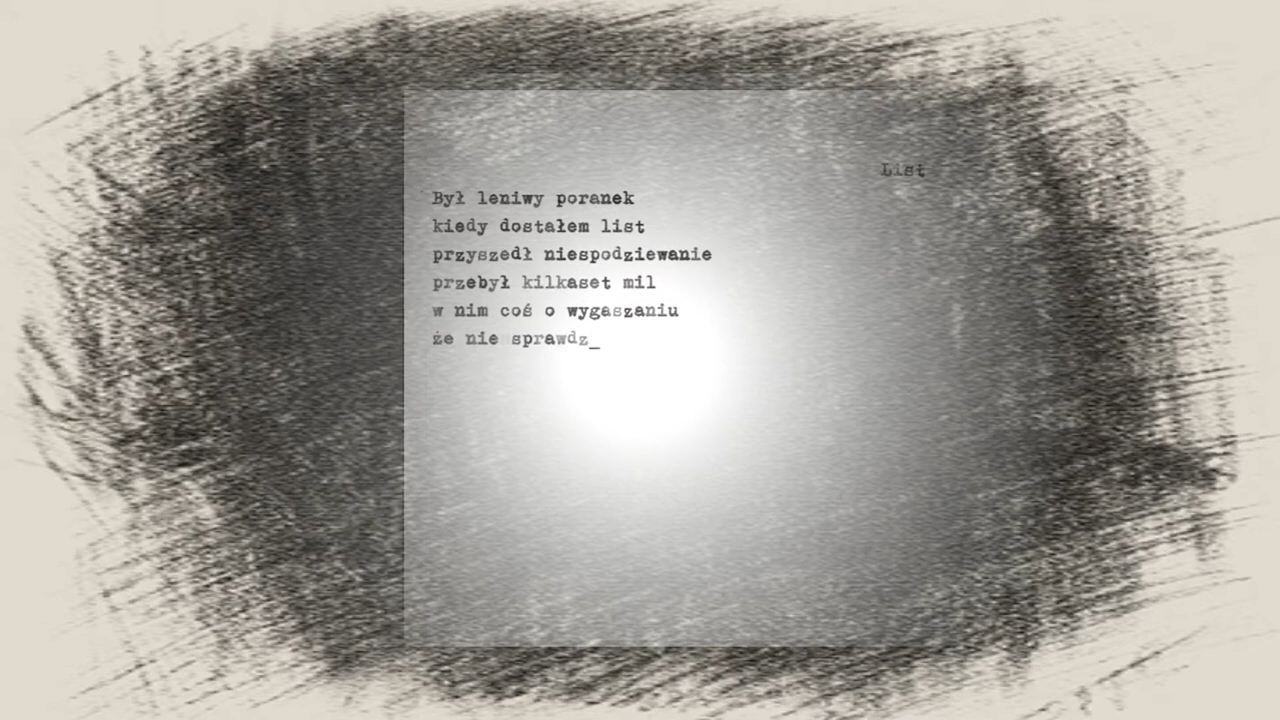 List
Był leniwy poranek
kiedy dostałem list
przyszedł niespodziewanie
przebył kilkaset mil
w nim coś o wygaszaniu
że nie sprawdz_